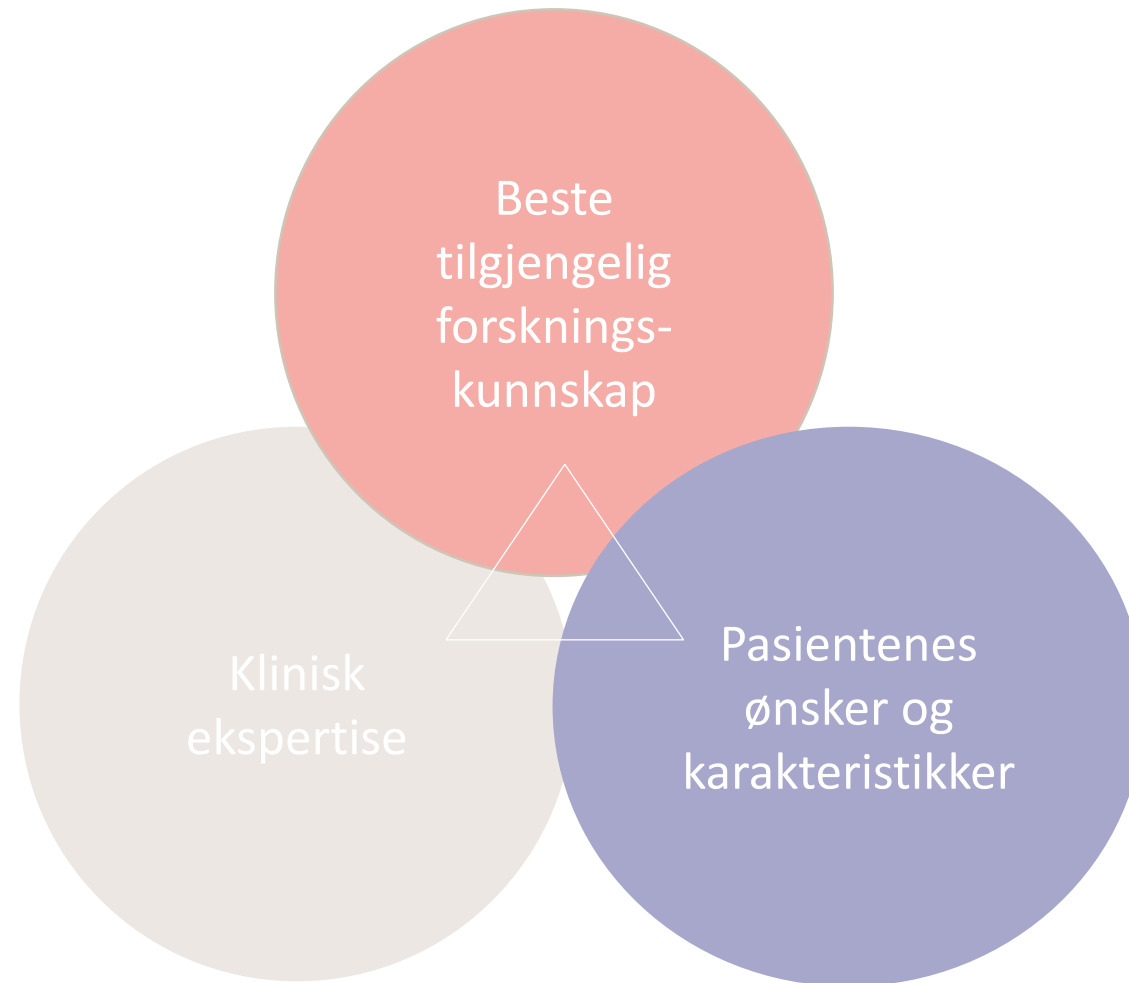 Beste
tilgjengelig
forsknings-
kunnskap
Klinisk
ekspertise
Pasientenes
ønsker og
karakteristikker